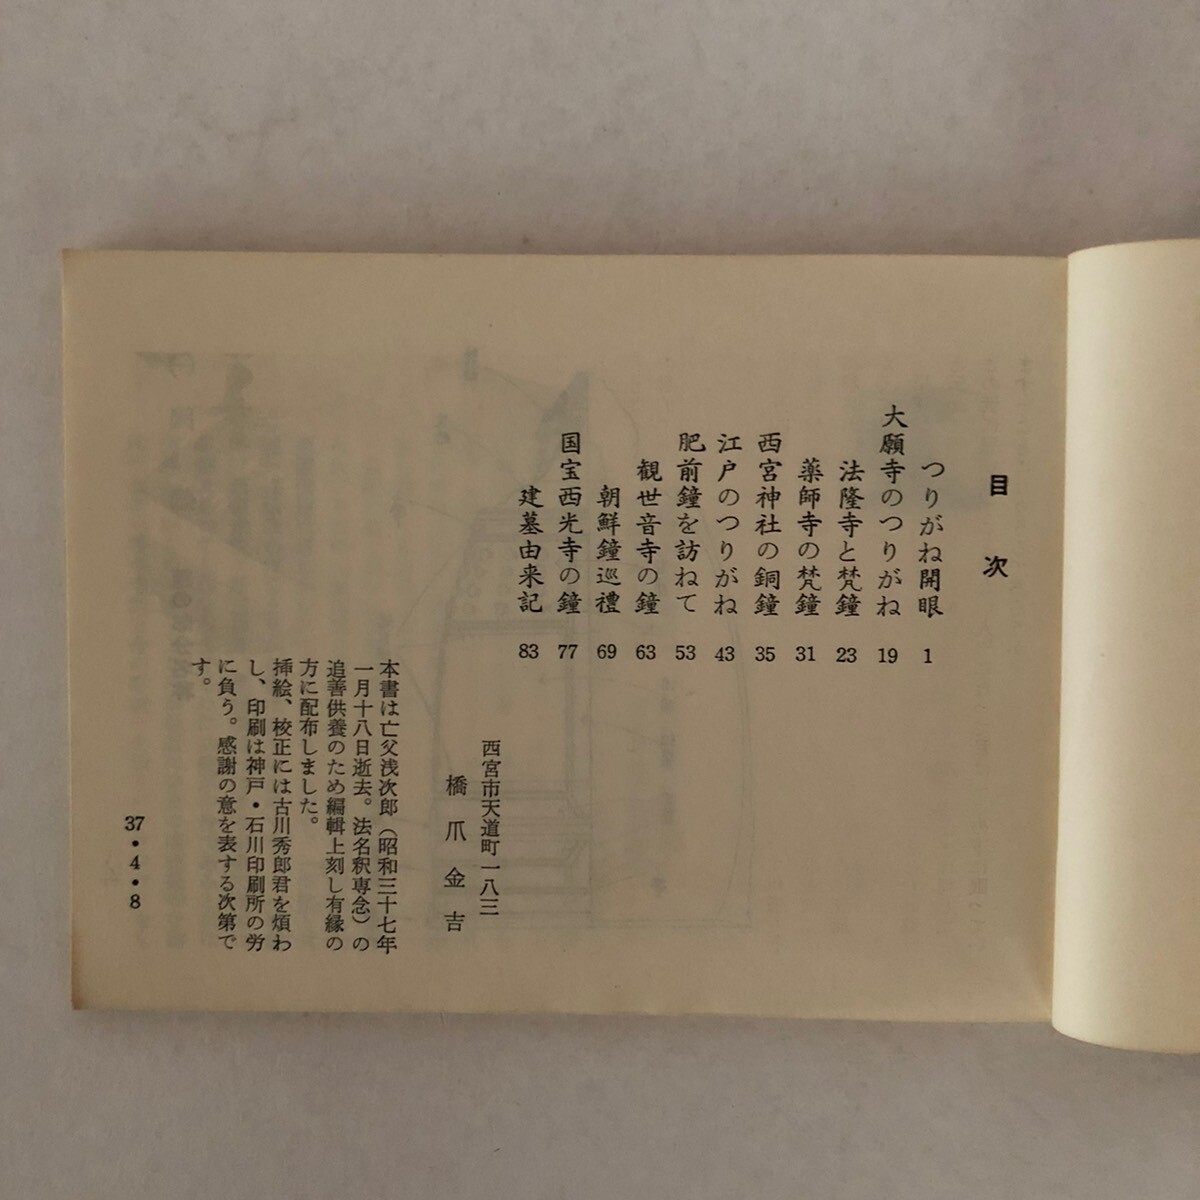 目次
つりがね開眼 1
大願寺のつりがね 19
法隆寺と梵鐘 23
薬師寺の梵鐘 31
西宮神社の銅鐘 35
江戸のつりがね 43
肥前鐘を訪ねて 53
観世音寺の鐘 63
朝鮮鐘巡禮 69
国宝西光寺の鐘 77
建墓由来記 83
西宮市天道町一八三
橋爪金吉
本書は亡父浅次郎（昭和三十七年
一月十八日逝去。法名釈専念）の
追善供養のため編輯上刻し有縁の
方に配布しました。
挿絵、校正には古川秀郎君を煩わ
し、印刷は神戸・石川印刷所の労
に負う。感謝の意を表する次第で
す。
37・4・8